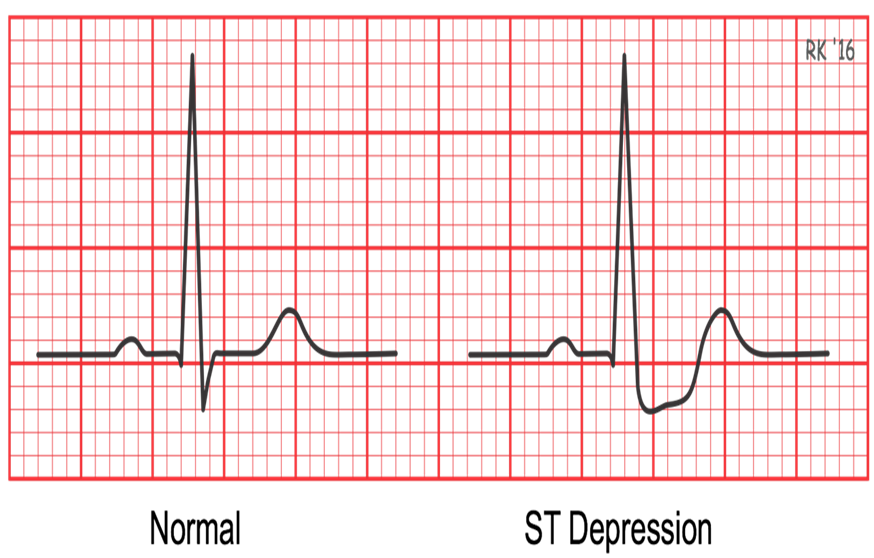 RK '16
Normal
ST Depression